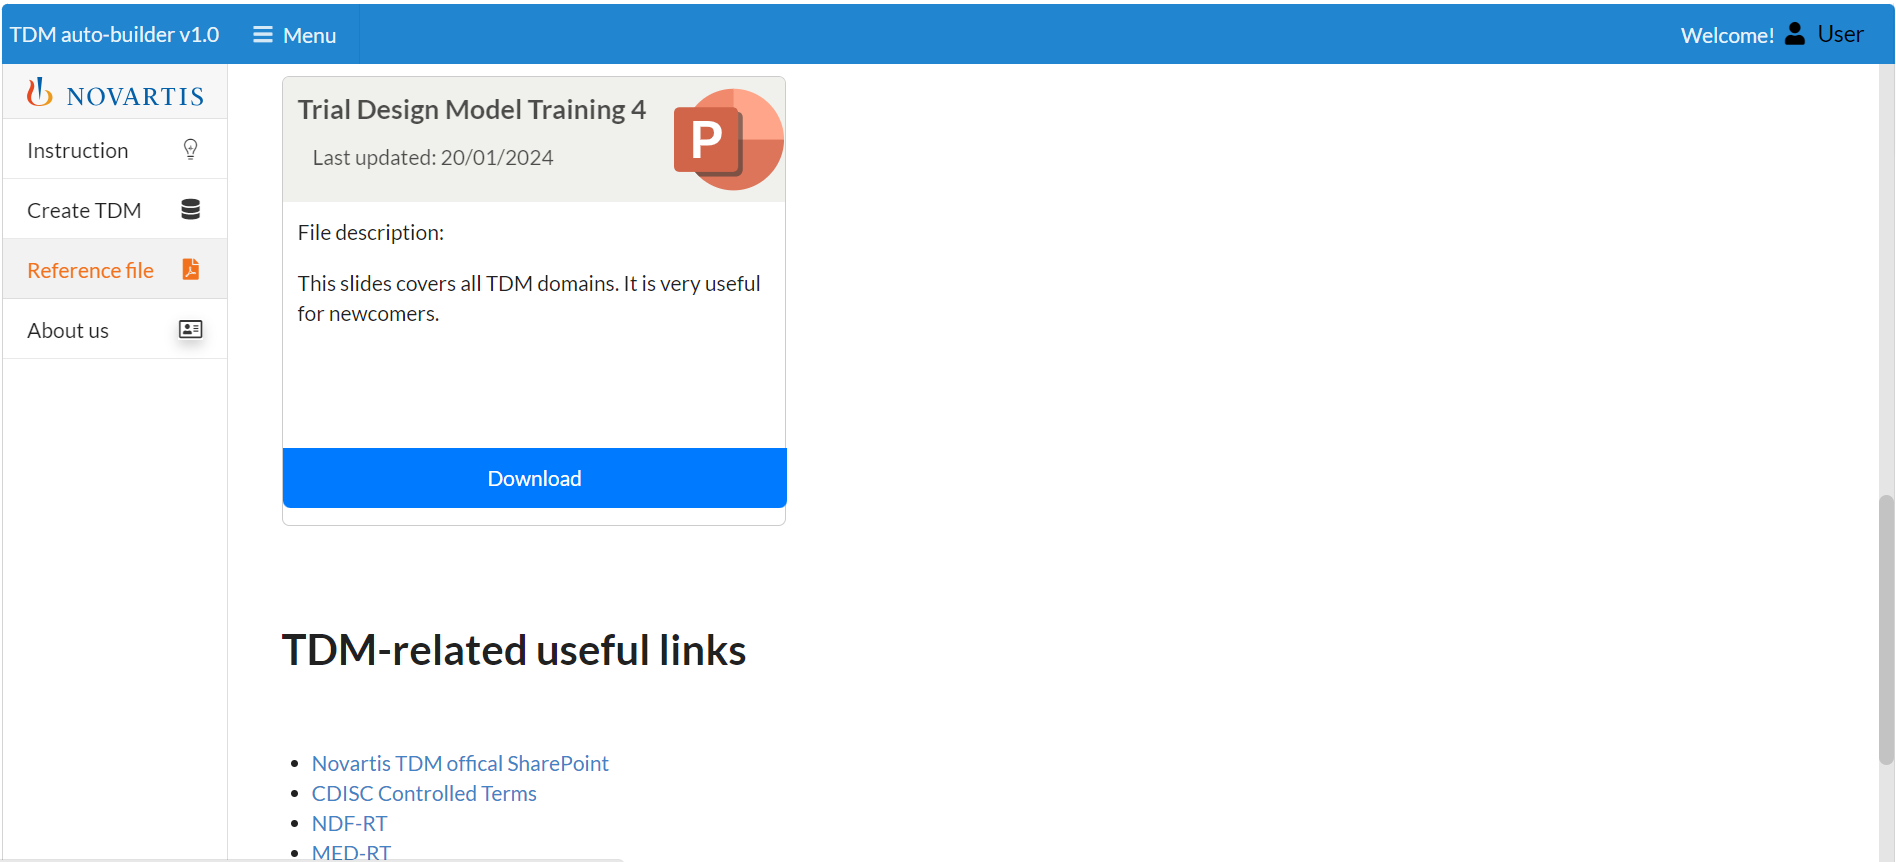 TDM auto-builder v1.0
Menu
Welcome!
User
NOVARTIS
Instruction
Create TDM
Reference file
About us
Trial Design Model Training 4
Last updated: 20/01/2024
P
File description:
This slides covers all TDM domains. It is very useful
for newcomers.
Download
TDM-related useful links
Novartis TDM offical SharePoint
CDISC Controlled Terms
NDF-RT
MED-RT